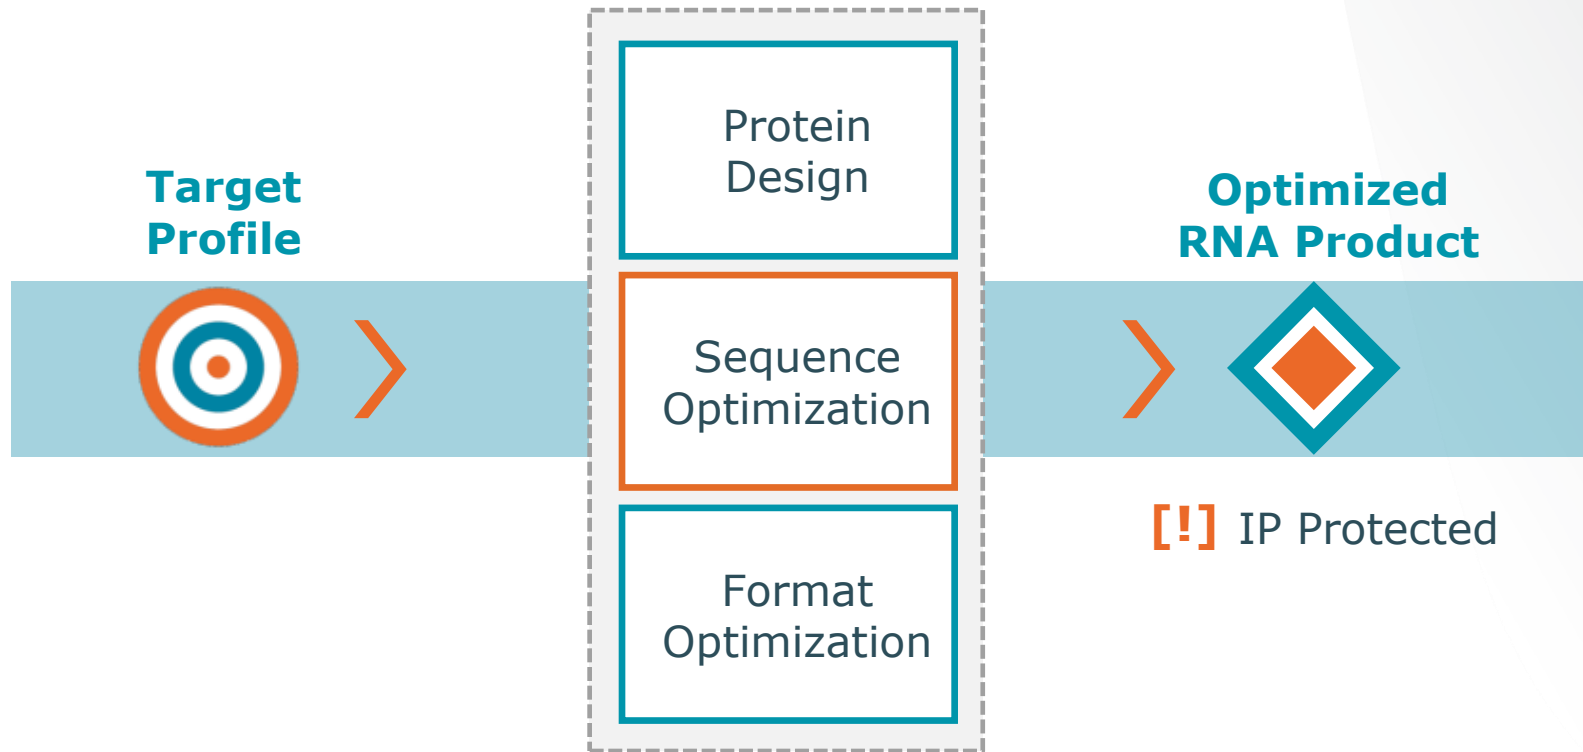 Target
Profile
Protein
Design
Sequence
Optimization
Format
Optimization
Optimized
RNA Product
[!] IP Protected